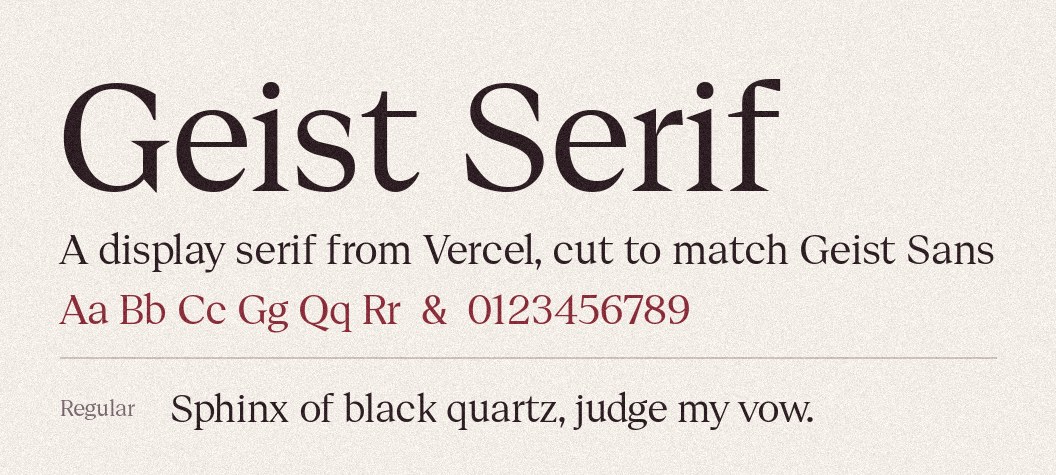 Geist Serif
A display serif from Vercel, cut to match Geist Sans
Aa Bb Cc Gg Qq Rr & 0123456789
Regular Sphinx of black quartz, judge my vow.